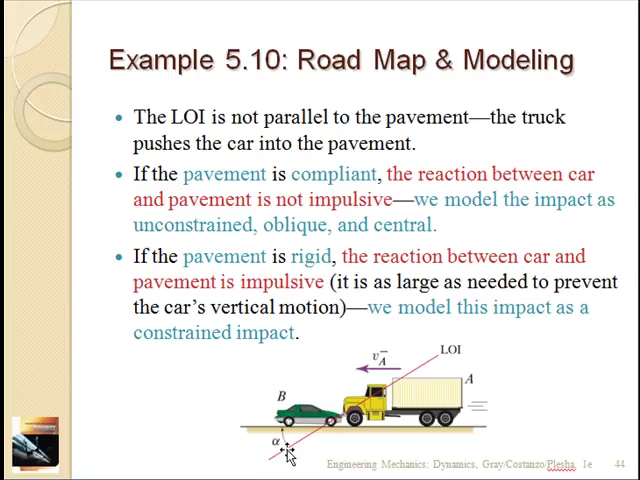 Example 5.10: Road Map & Modeling
The LOI is not parallel to the pavement—the truck
pushes the car into the pavement.
If the pavement is compliant, the reaction between car
and pavement is not impulsive—we model the impact as
unconstrained, oblique, and central.
If the pavement is rigid, the reaction between car and
pavement is impulsive (it is as large as needed to prevent
the car's vertical motion)—we model this impact as a
constrained impact.
LOI
v_A^−
A
B
α
Engineering Mechanics: Dynamics, Gray/Costanzo/Plesha, 1e 44